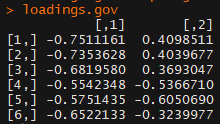 > loadings.gov
[,1] [,2]
[1,] -0.7511161 0.4098511
[2,] -0.7353628 0.4039677
[3,] -0.6819580 0.3693047
[4,] -0.5542348 -0.5366710
[5,] -0.5751435 -0.6050690
[6,] -0.6522133 -0.3239977